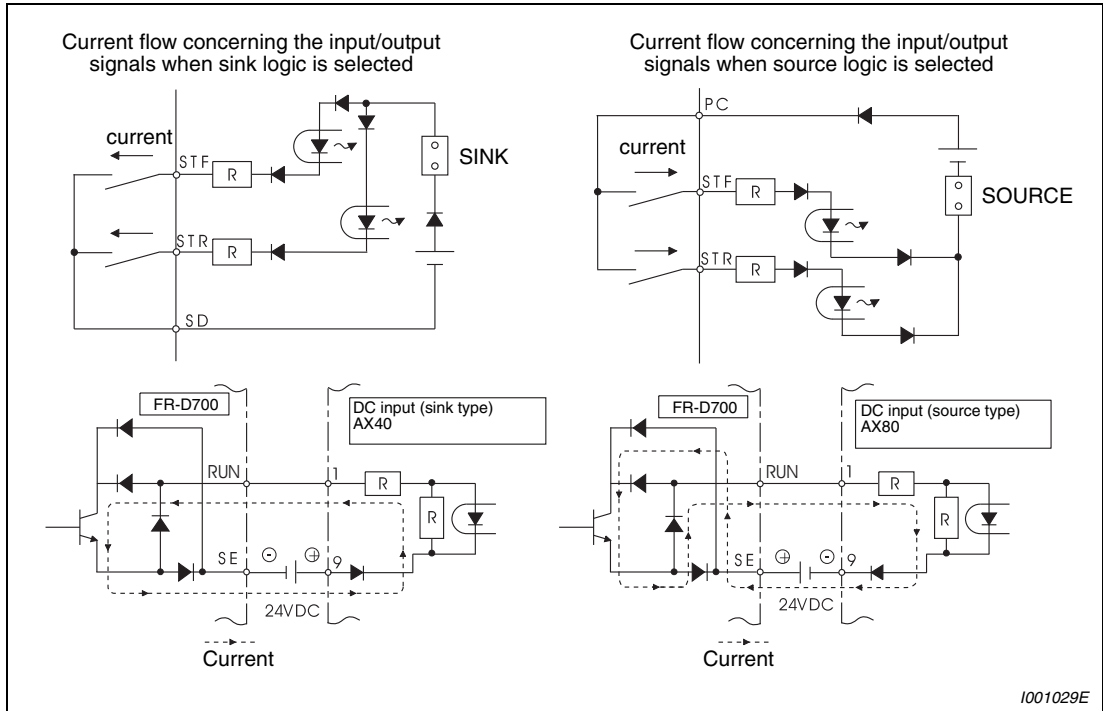 Current flow concerning the input/output
signals when sink logic is selected
current
STF
R
SINK
STR
R
SD
Current flow concerning the input/output
signals when source logic is selected
PC
current
STF
R
SOURCE
STR
R
FR-D700
DC input (sink type)
AX40
RUN
1
R
R
SE
⊖
⊕
9
24VDC
Current
FR-D700
DC input (source type)
AX80
RUN
1
R
R
SE
⊕
⊖
9
24VDC
Current
I001029E